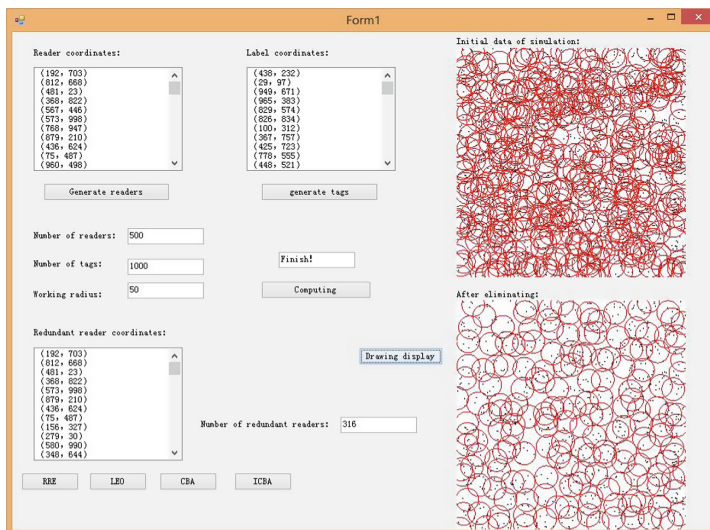 Form1
Reader coordinates:
(192, 703)
(812, 668)
(481, 23)
(368, 822)
(567, 446)
(573, 998)
(768, 947)
(879, 210)
(436, 624)
(75, 487)
(960, 498)
Generate readers
Label coordinates:
(438, 232)
(29, 97)
(949, 671)
(965, 383)
(829, 574)
(826, 834)
(100, 312)
(367, 757)
(425, 723)
(778, 555)
(448, 521)
generate tags
Initial data of simulation:
Number of readers: 500
Number of tags: 1000
Working radius: 50
Finish!
Computing
After eliminating:
Redundant reader coordinates:
(192, 703)
(812, 668)
(481, 23)
(368, 822)
(573, 998)
(879, 210)
(436, 624)
(75, 487)
(156, 327)
(279, 30)
(580, 990)
(348, 644)
Drawing display
Number of redundant readers: 316
RRE
LEO
CBA
ICBA